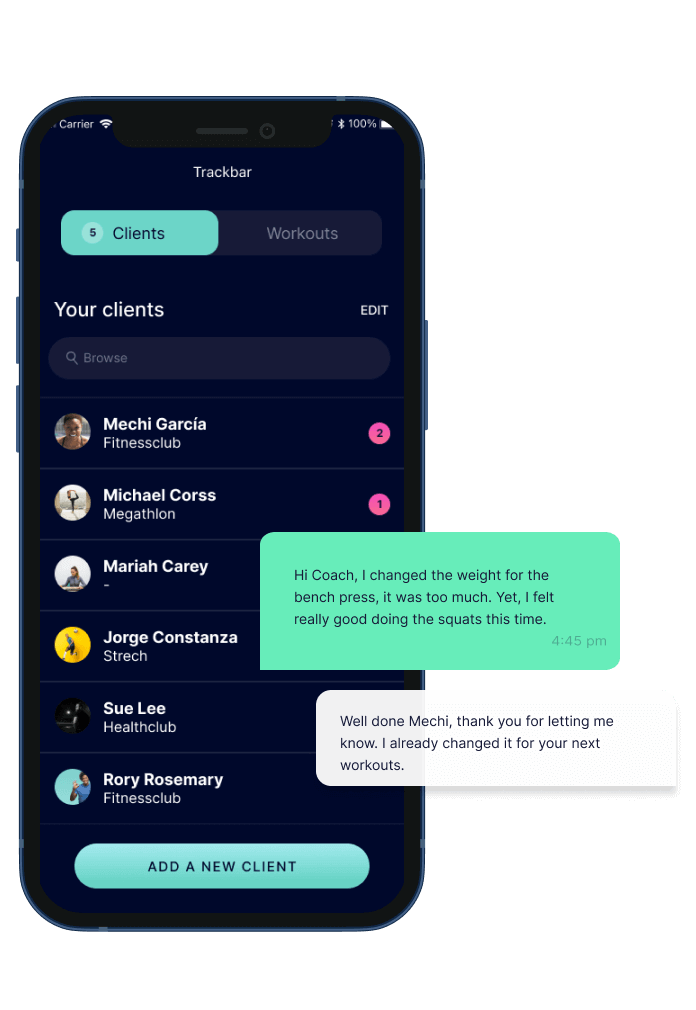 Carrier
100%
Trackbar
5 Clients Workouts
Your clients EDIT
Browse
Mechi García
Fitnessclub
2
Michael Corss
Megathlon
1
Mariah Carey
-
Jorge Constanza
Strech
Sue Lee
Healthclub
Rory Rosemary
Fitnessclub
ADD A NEW CLIENT
Hi Coach, I changed the weight for the
bench press, it was too much. Yet, I felt
really good doing the squats this time.
4:45 pm
Well done Mechi, thank you for letting me
know. I already changed it for your next
workouts.